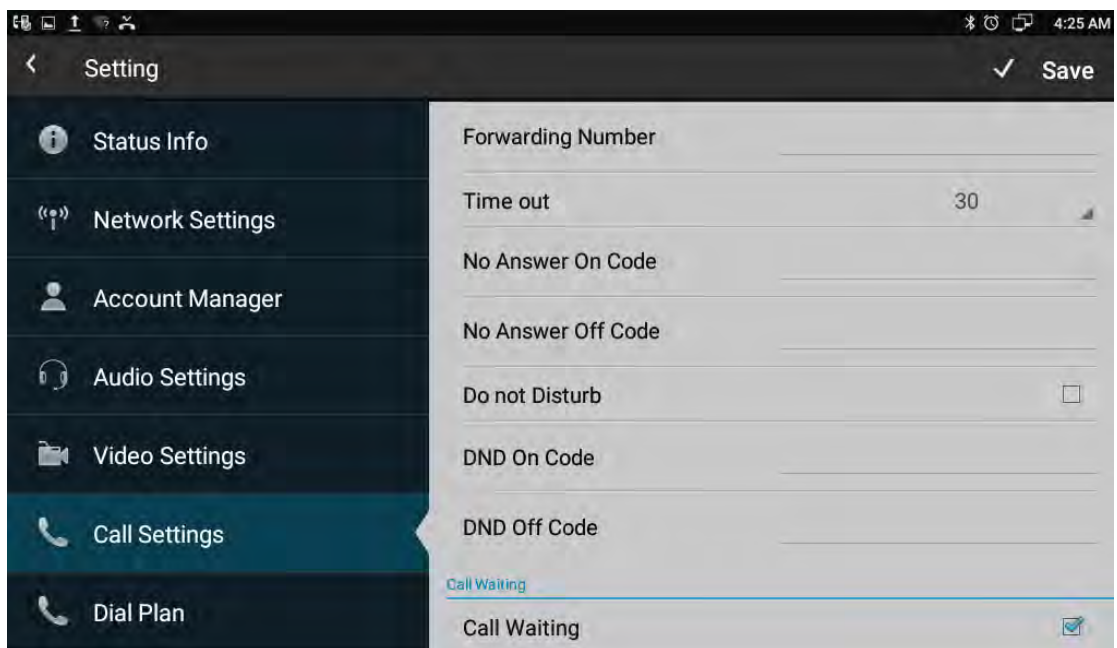 4:25 AM
Setting
Save
Status Info
Network Settings
Account Manager
Audio Settings
Video Settings
Call Settings
Dial Plan
Forwarding Number
Time out 30
No Answer On Code
No Answer Off Code
Do not Disturb
DND On Code
DND Off Code
Call Waiting
Call Waiting